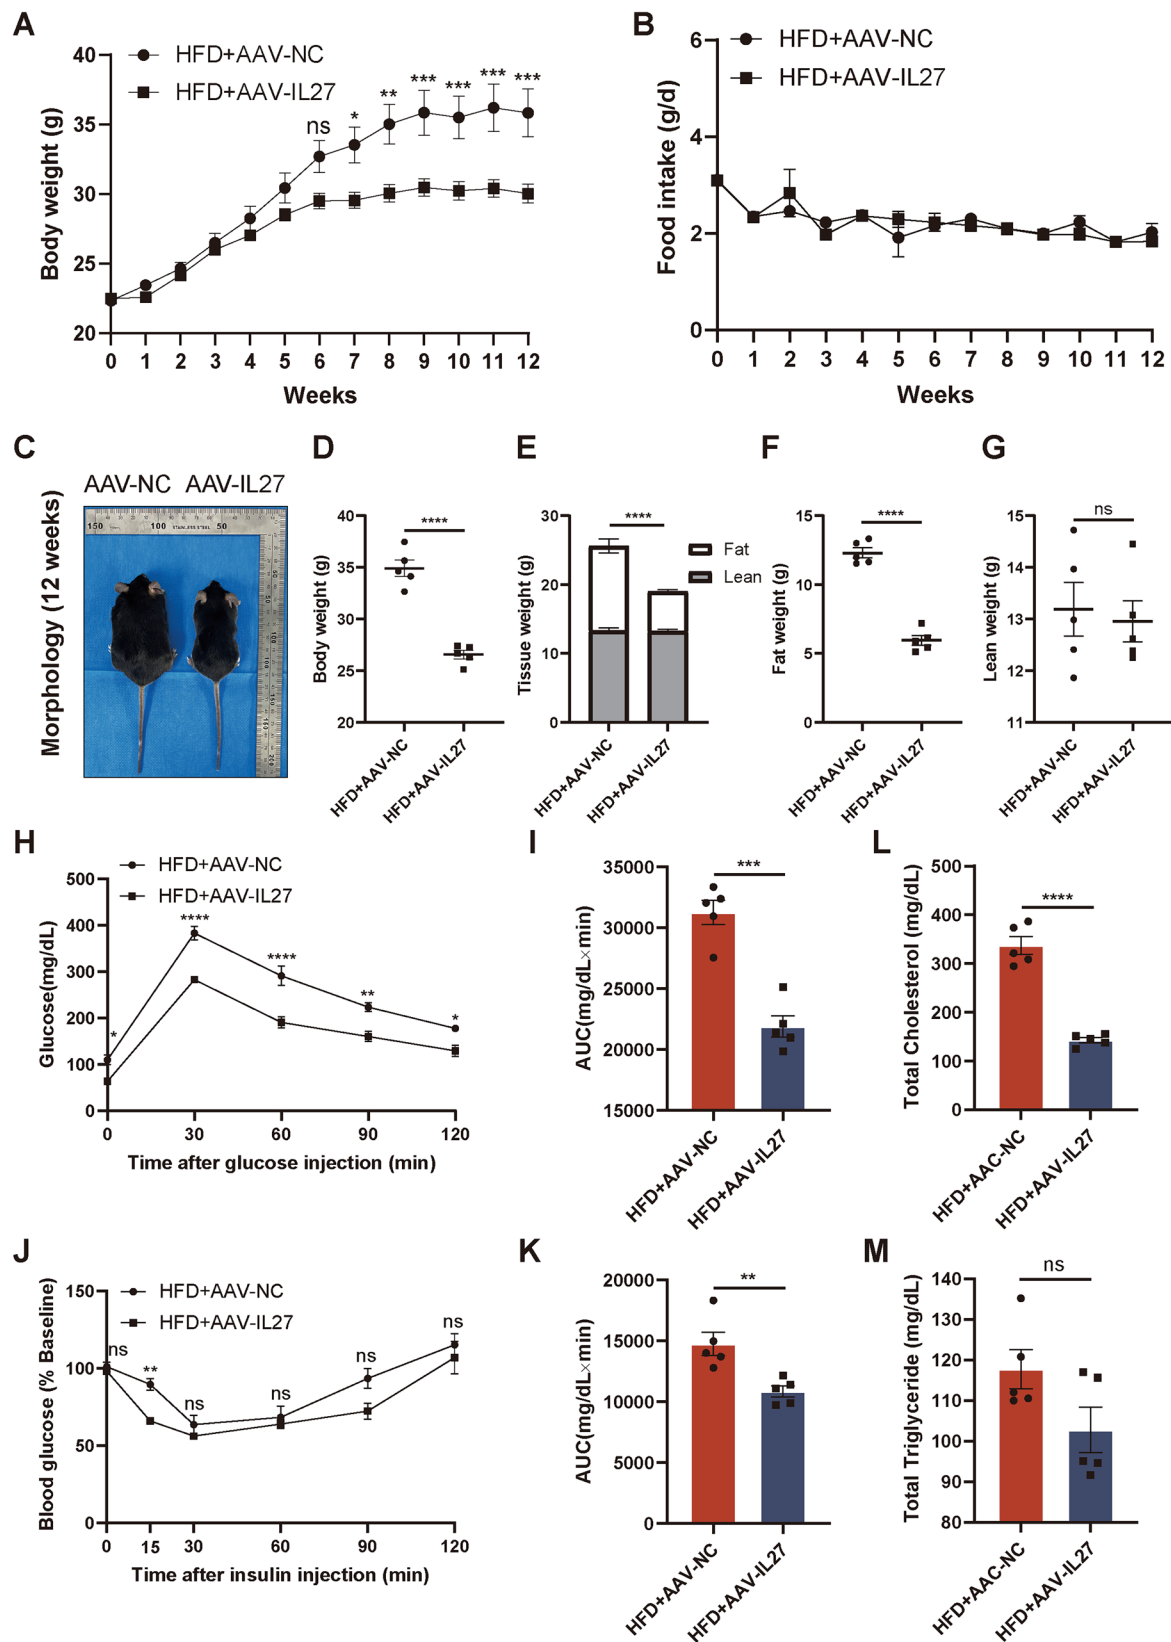 A
HFD+AAV-NC
HFD+AAV-IL27
Body weight (g)
40
35
30
25
20
ns
*
**
***
***
***
***
0 1 2 3 4 5 6 7 8 9 10 11 12
Weeks
B
HFD+AAV-NC
HFD+AAV-IL27
Food intake (g/d)
6
4
2
0
0 1 2 3 4 5 6 7 8 9 10 11 12
Weeks
C
Morphology (12 weeks)
AAV-NC AAV-IL27
150 100 50
STAINLESS STEEL
D
Body weight (g)
40
35
30
25
20
****
HFD+AAV-NC
HFD+AAV-IL27
E
Tissue weight (g)
30
20
10
0
****
Fat
Lean
HFD+AAV-NC
HFD+AAV-IL27
F
Fat weight (g)
15
10
5
0
****
HFD+AAV-NC
HFD+AAV-IL27
G
Lean weight (g)
15
14
13
12
11
ns
HFD+AAV-NC
HFD+AAV-IL27
H
HFD+AAV-NC
HFD+AAV-IL27
Glucose(mg/dL)
500
400
300
200
100
0
*
****
****
**
*
0 30 60 90 120
Time after glucose injection (min)
I
AUC(mg/dL×min)
35000
30000
25000
20000
15000
***
HFD+AAV-NC
HFD+AAV-IL27
L
Total Cholesterol (mg/dL)
500
400
300
200
100
0
****
HFD+AAC-NC
HFD+AAV-IL27
J
HFD+AAV-NC
HFD+AAV-IL27
Blood glucose (% Baseline)
150
100
50
0
ns
**
ns
ns
ns
ns
0 15 30 60 90 120
Time after insulin injection (min)
K
AUC(mg/dL×min)
20000
15000
10000
5000
0
**
HFD+AAV-NC
HFD+AAV-IL27
M
Total Triglyceride (mg/dL)
140
130
120
110
100
90
80
ns
HFD+AAC-NC
HFD+AAV-IL27